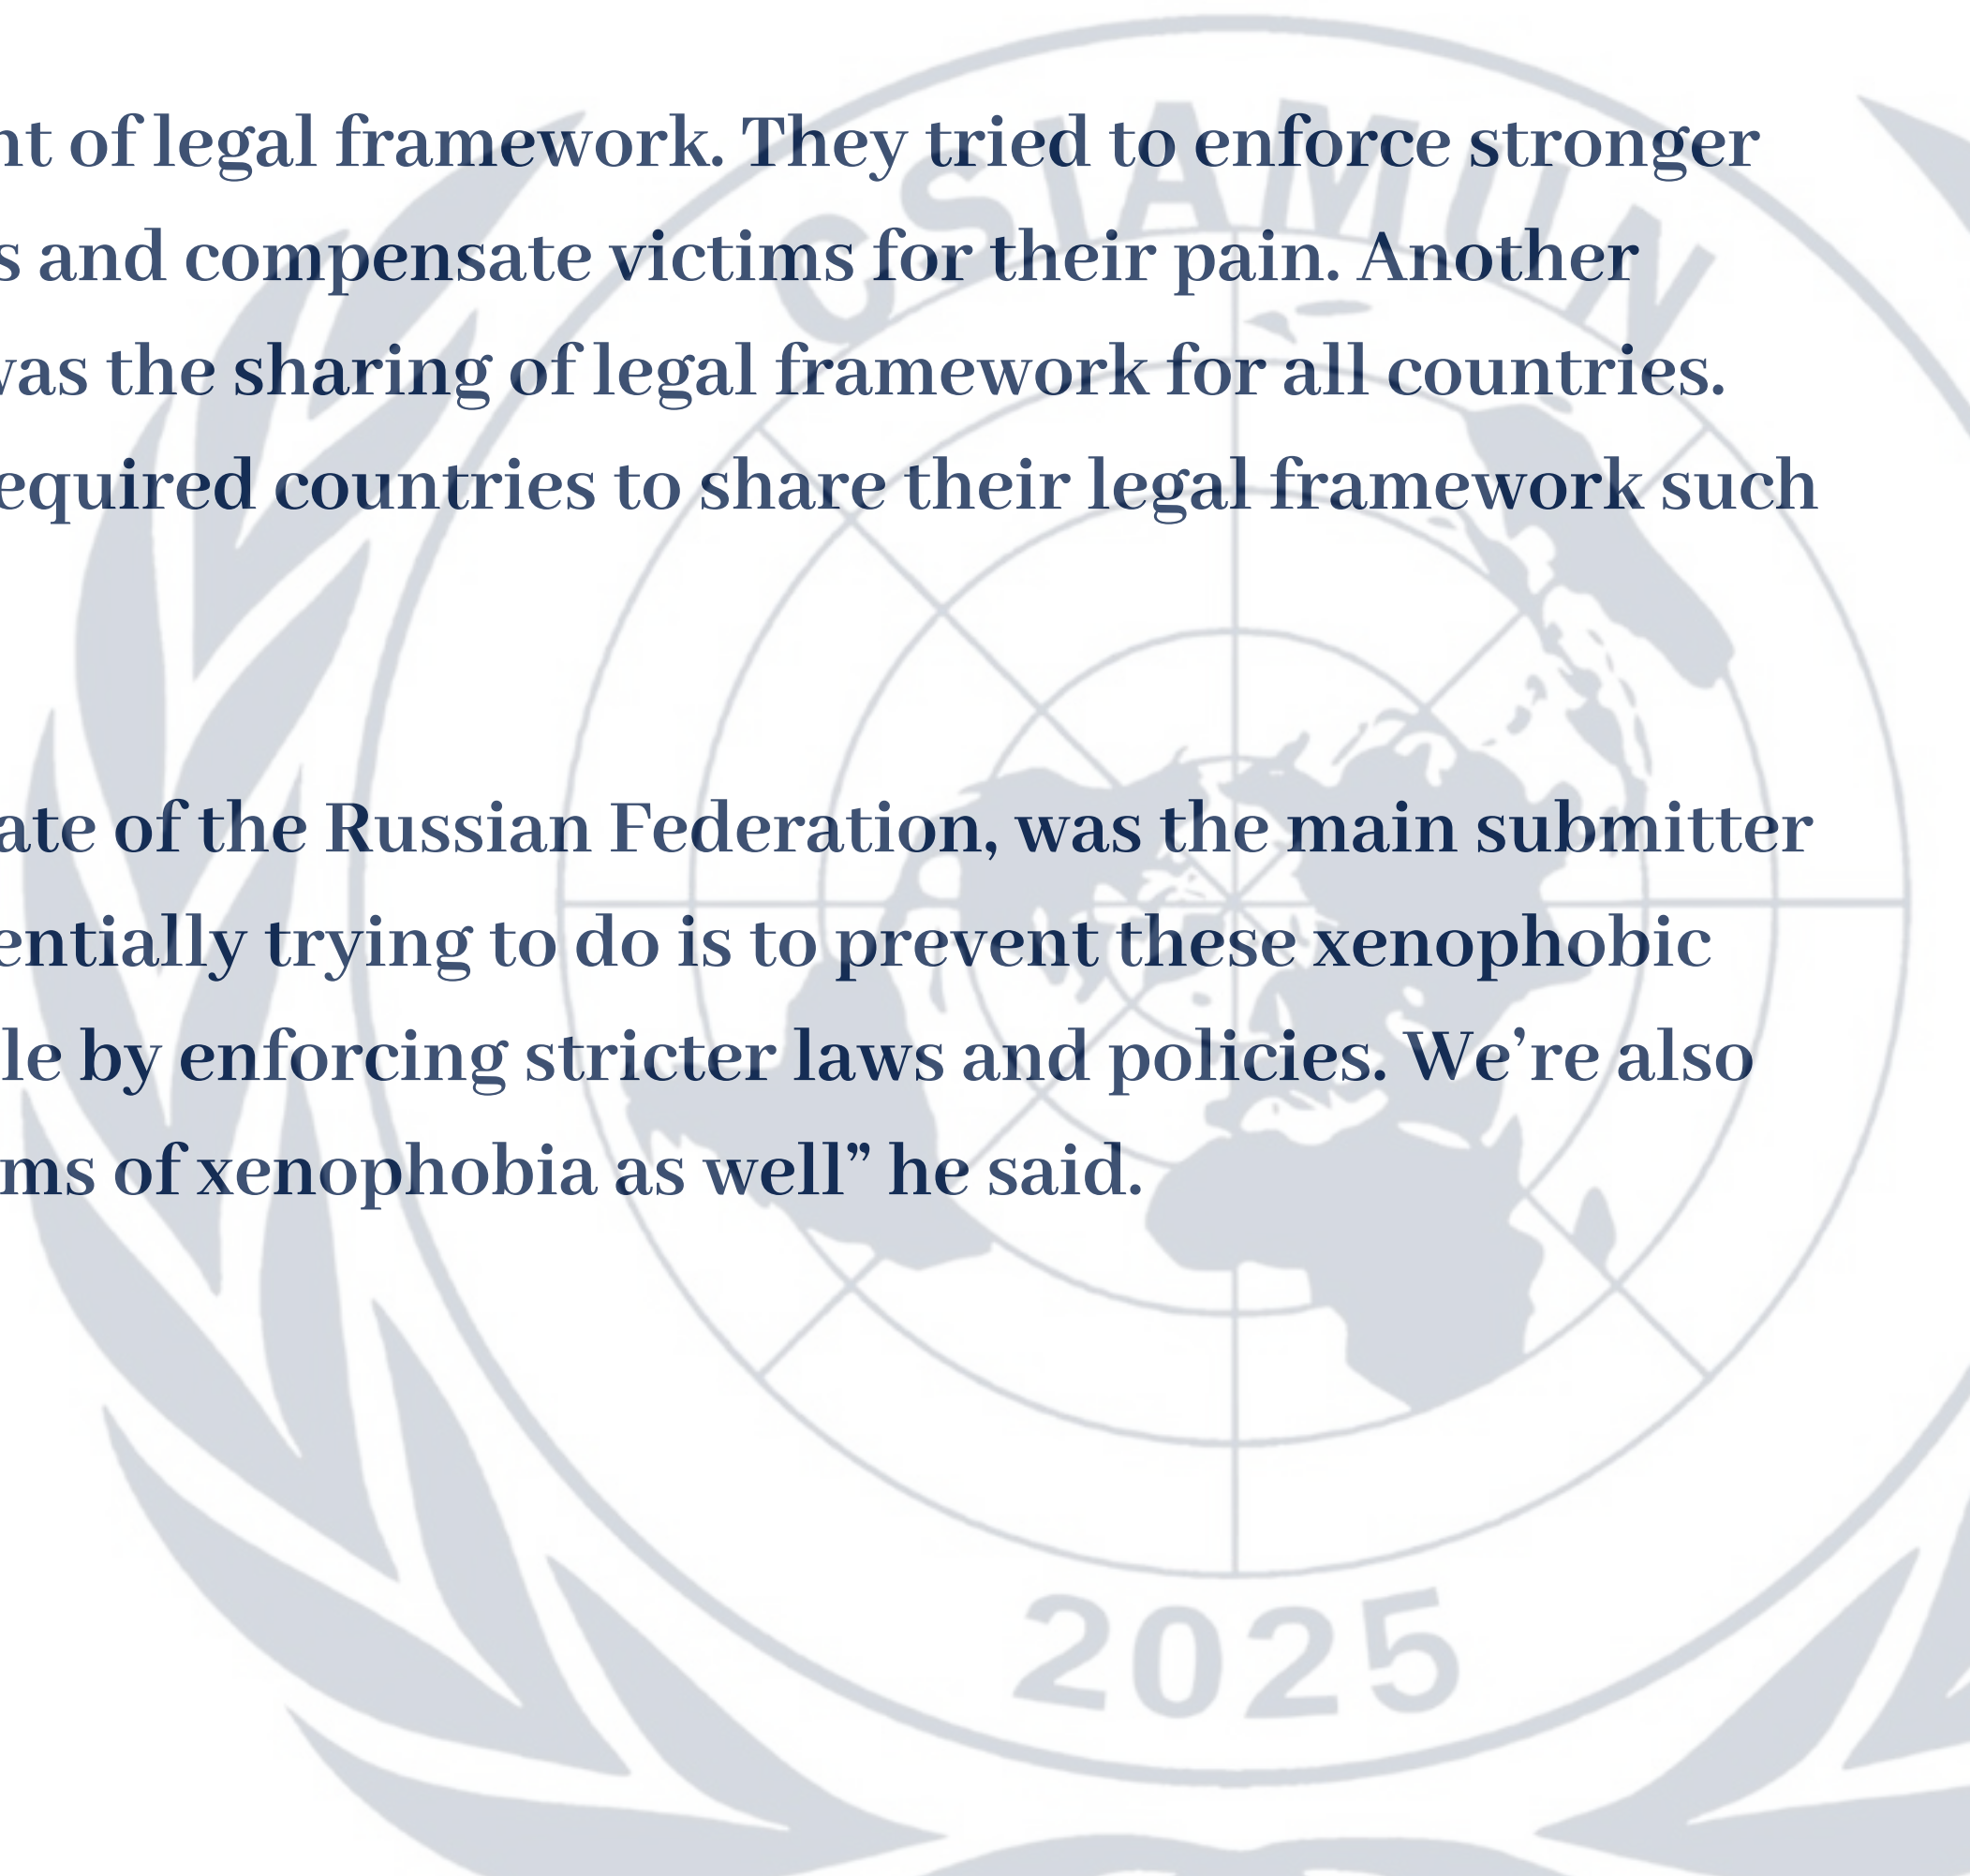 CSIAMUN
nt of legal framework. They tried to enforce stronger
s and compensate victims for their pain. Another
was the sharing of legal framework for all countries.
equired countries to share their legal framework such
ate of the Russian Federation, was the main submitter
entially trying to do is to prevent these xenophobic
le by enforcing stricter laws and policies. We’re also
ms of xenophobia as well” he said.
2025